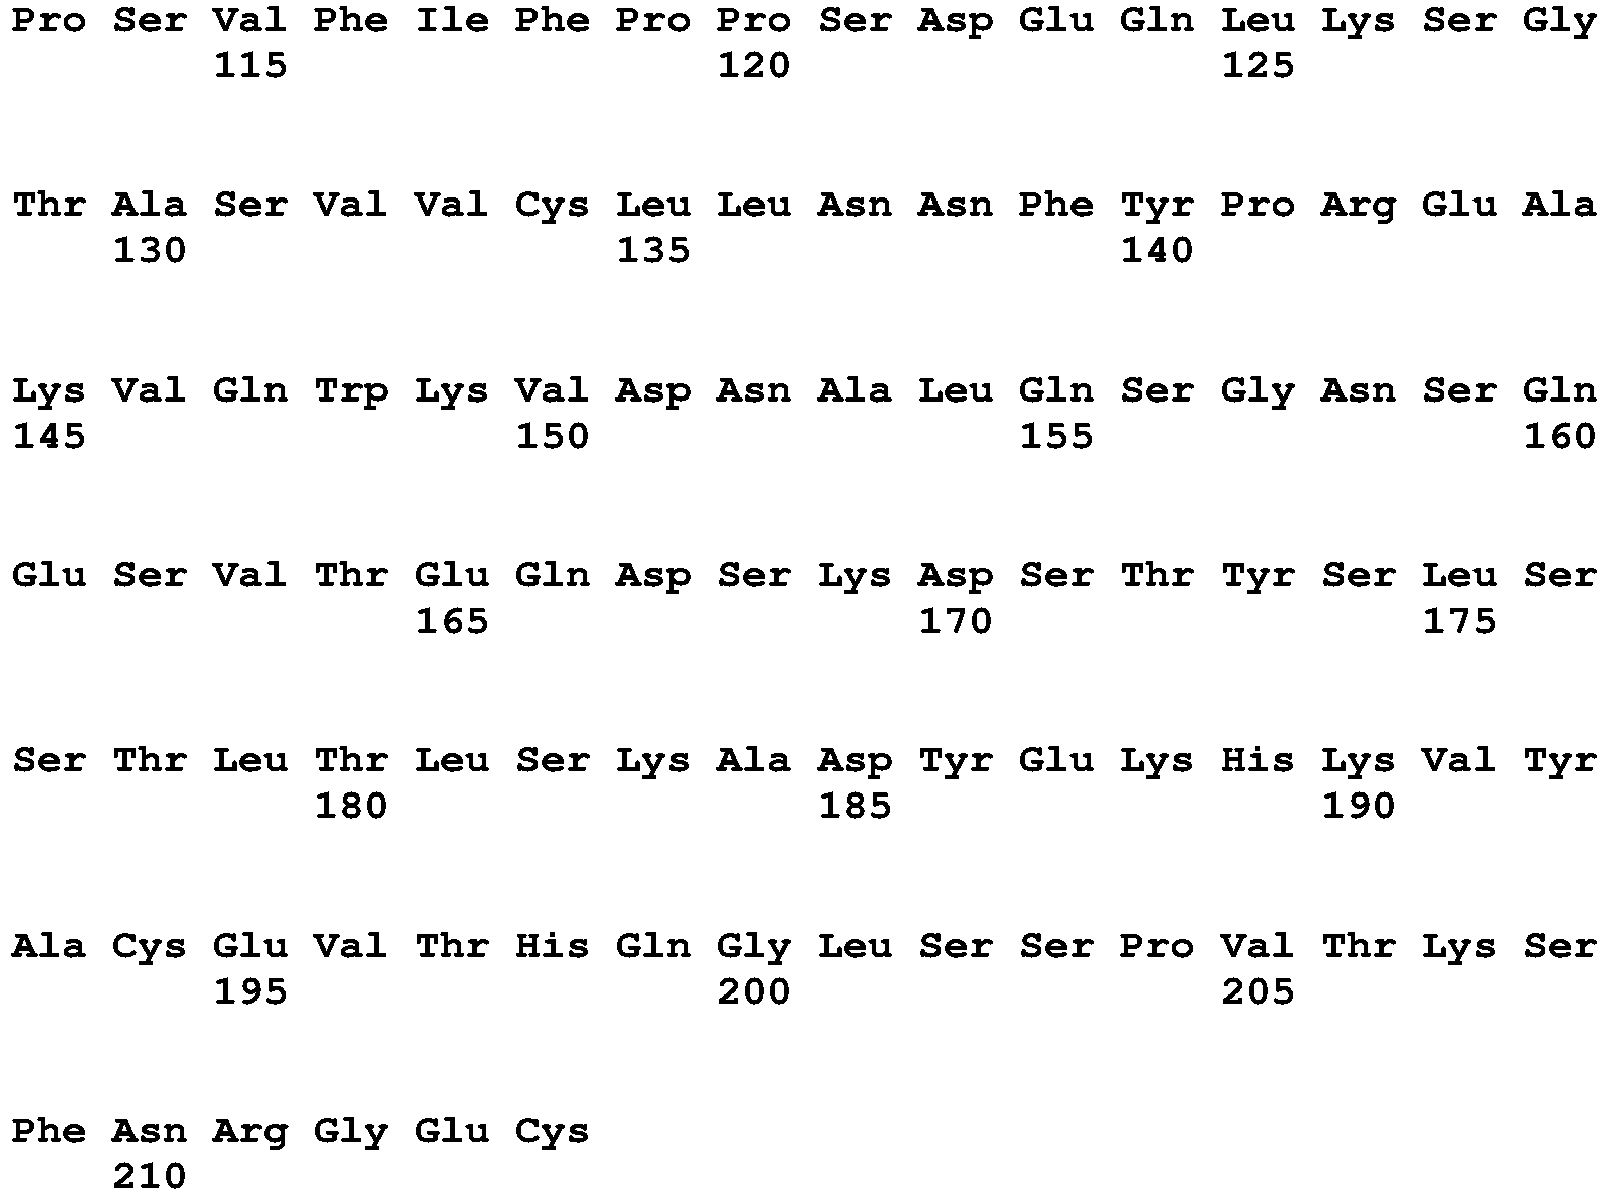 Pro Ser Val Phe Ile Phe Pro Pro Ser Asp Glu Gln Leu Lys Ser Gly
115 120 125
Thr Ala Ser Val Val Cys Leu Leu Asn Asn Phe Tyr Pro Arg Glu Ala
130 135 140
Lys Val Gln Trp Lys Val Asp Asn Ala Leu Gln Ser Gly Asn Ser Gln
145 150 155 160
Glu Ser Val Thr Glu Gln Asp Ser Lys Asp Ser Thr Tyr Ser Leu Ser
165 170 175
Ser Thr Leu Thr Leu Ser Lys Ala Asp Tyr Glu Lys His Lys Val Tyr
180 185 190
Ala Cys Glu Val Thr His Gln Gly Leu Ser Ser Pro Val Thr Lys Ser
195 200 205
Phe Asn Arg Gly Glu Cys
210